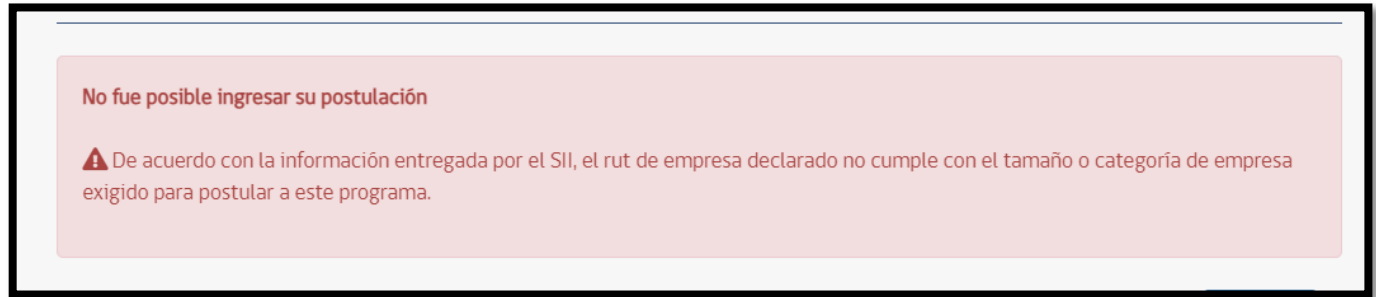 No fue posible ingresar su postulación
De acuerdo con la información entregada por el SII, el rut de empresa declarado no cumple con el tamaño o categoría de empresa
exigido para postular a este programa.